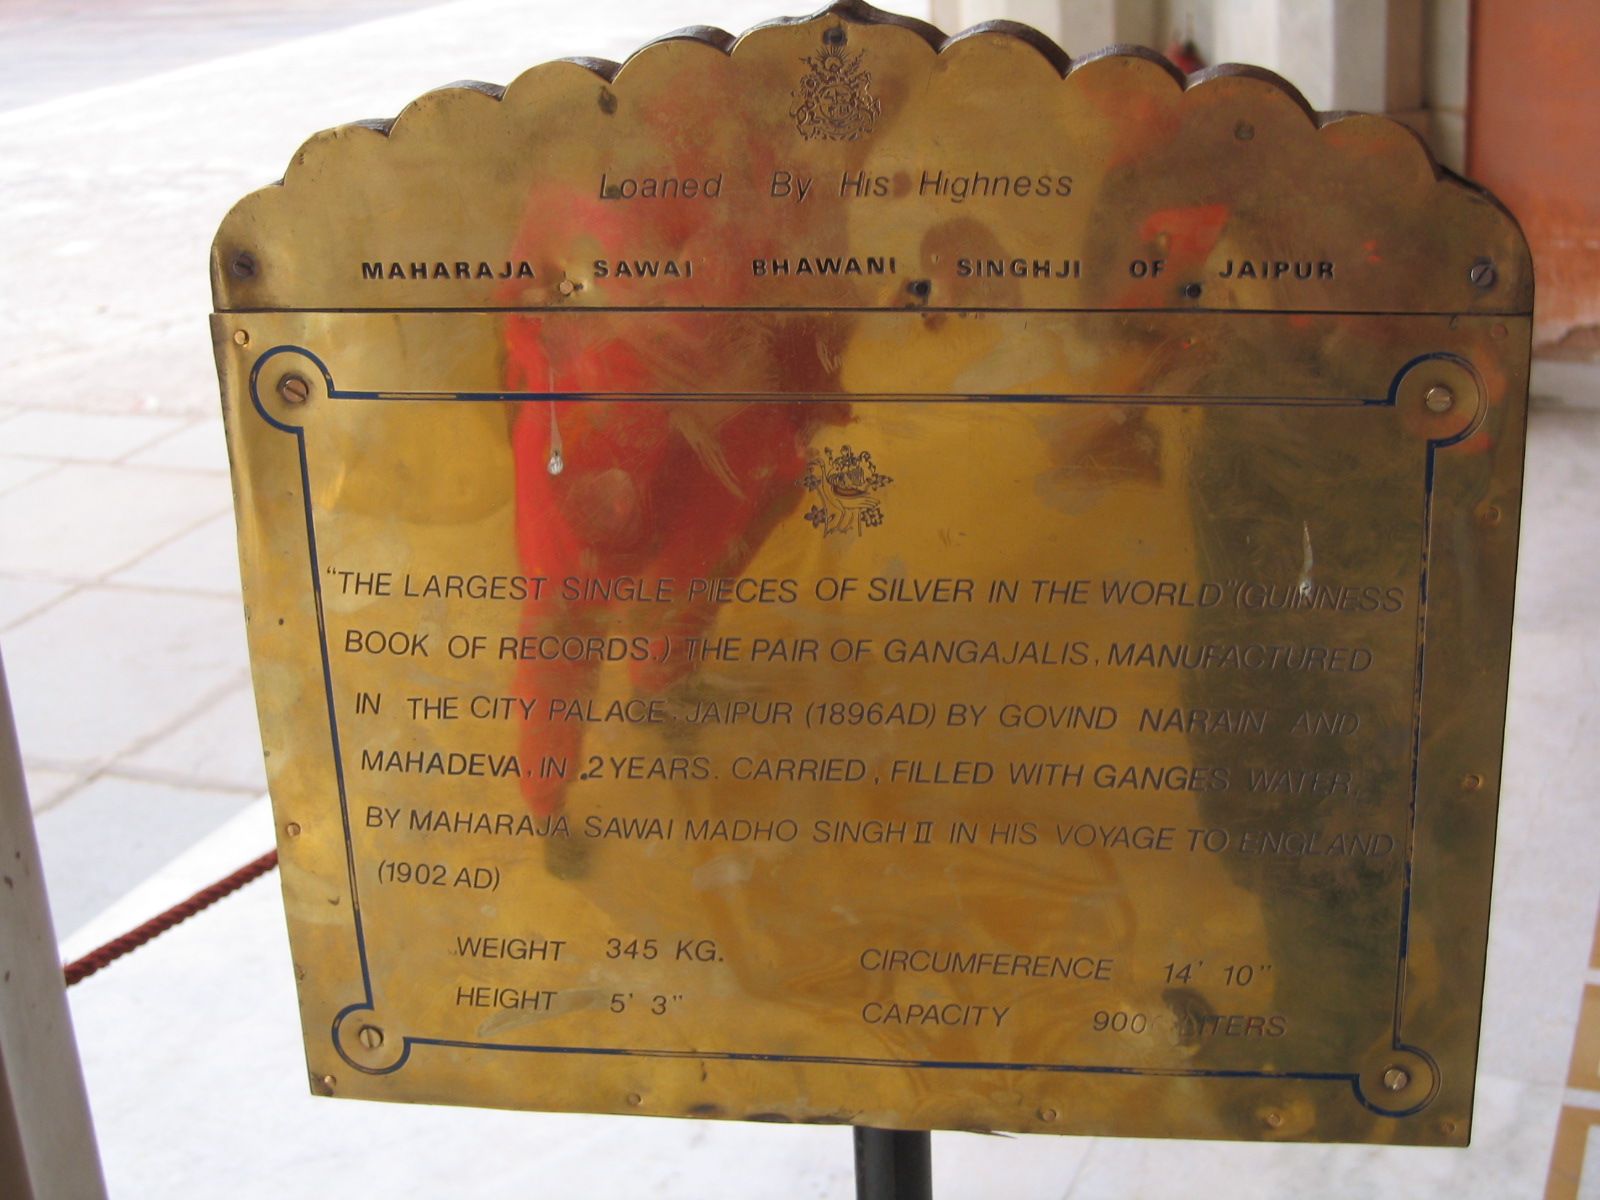 Loaned By His Highness
MAHARAJA SAWAI BHAWANI SINGHJI OF JAIPUR
"THE LARGEST SINGLE PIECES OF SILVER IN THE WORLD" (GUINNESS
BOOK OF RECORDS.) THE PAIR OF GANGAJALIS, MANUFACTURED
IN THE CITY PALACE, JAIPUR (1896AD) BY GOVIND NARAIN AND
MAHADEVA, IN 2 YEARS. CARRIED, FILLED WITH GANGES WATER,
BY MAHARAJA SAWAI MADHO SINGH II IN HIS VOYAGE TO ENGLAND
(1902 AD)
WEIGHT 345 KG. CIRCUMFERENCE 14' 10"
HEIGHT 5' 3" CAPACITY LITERS